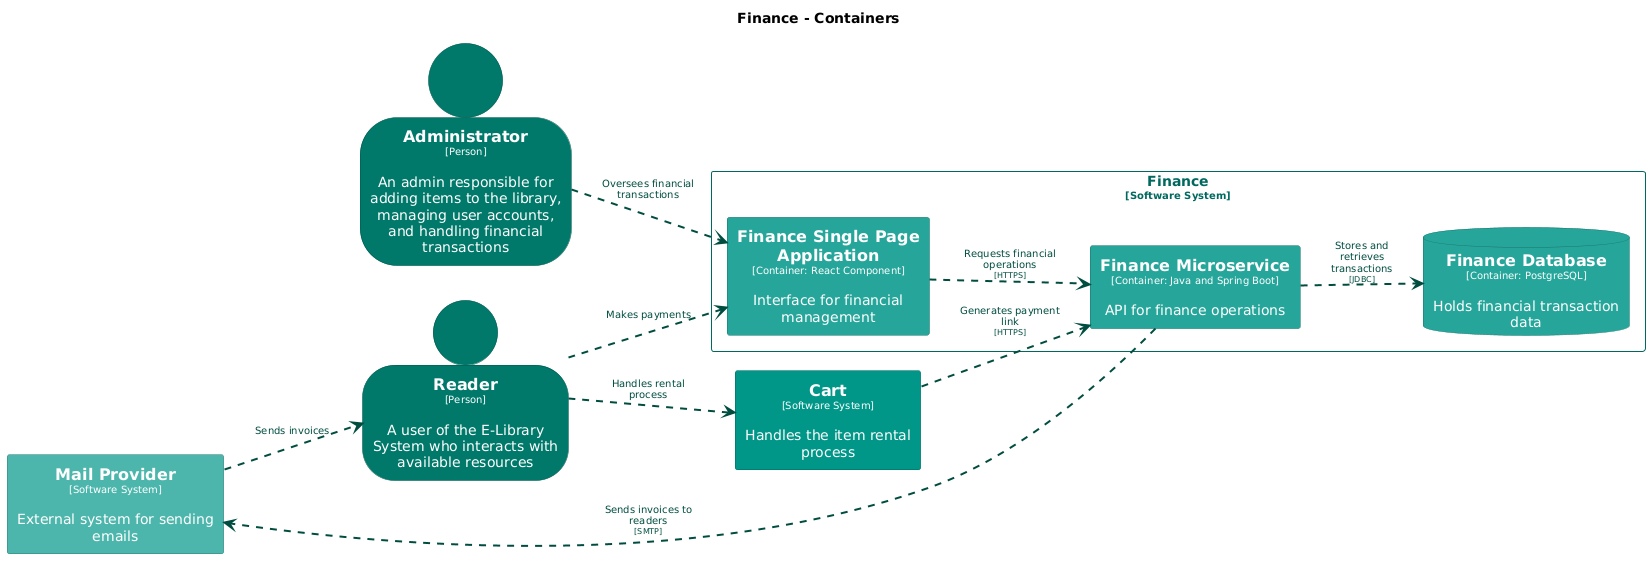 Finance - Containers
Administrator
[Person]
An admin responsible for
adding items to the library,
managing user accounts,
and handling financial
transactions
Oversees financial
transactions
Finance
[Software System]
Finance Single Page
Application
[Container: React Component]
Interface for financial
management
Requests financial
operations
[HTTPS]
Finance Microservice
[Container: Java and Spring Boot]
API for finance operations
Stores and
retrieves
transactions
[JDBC]
Finance Database
[Container: PostgreSQL]
Holds financial transaction
data
Makes payments
Generates payment
link
[HTTPS]
Reader
[Person]
A user of the E-Library
System who interacts with
available resources
Handles rental
process
Cart
[Software System]
Handles the item rental
process
Sends invoices
Mail Provider
[Software System]
External system for sending
emails
Sends invoices to
readers
[SMTP]